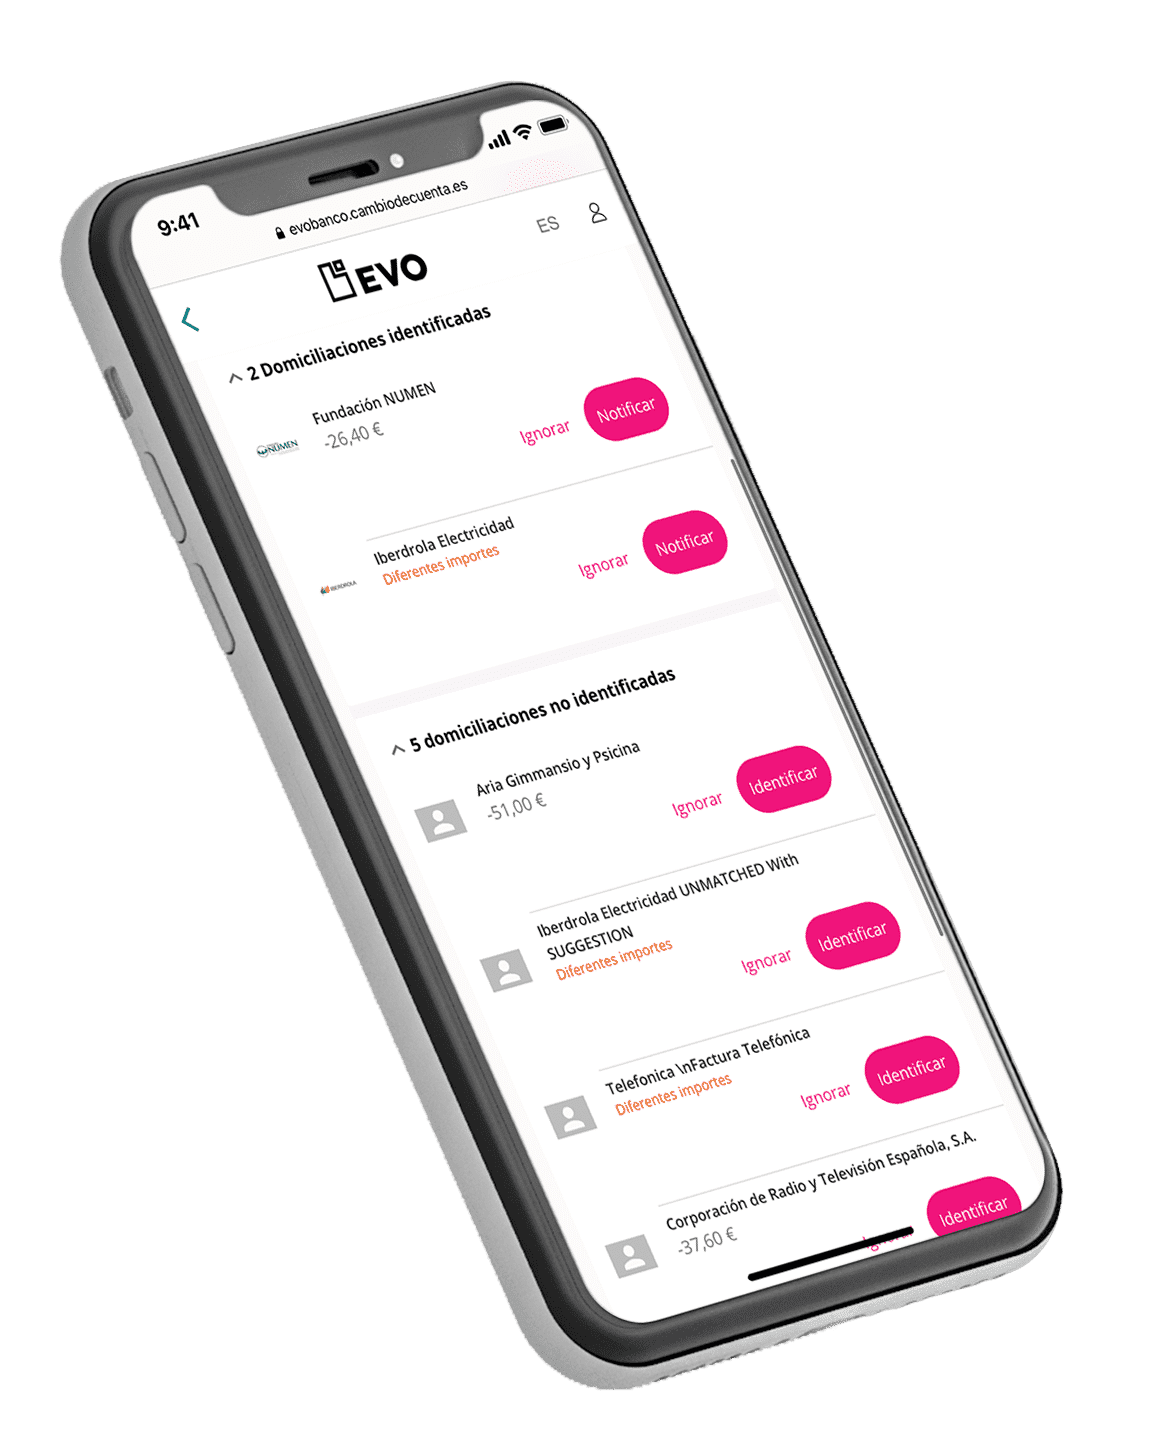 9:41
evobanco.cambiodecuenta.es
ES
EVO
2 Domiciliaciones identificadas
Fundación NUMEN
-26,40 €
NUMEN
Ignorar
Notificar
Iberdrola Electricidad
Diferentes importes
IBERDROLA
Ignorar
Notificar
5 domiciliaciones no identificadas
Aria Gimmansio y Psicina
-51,00 €
Ignorar
Identificar
Iberdrola Electricidad UNMATCHED With
SUGGESTION
Diferentes importes
Ignorar
Identificar
Telefonica \nFactura Telefónica
Diferentes importes
Ignorar
Identificar
Corporación de Radio y Televisión Española, S.A.
-37,60 €
Ignorar
Identificar